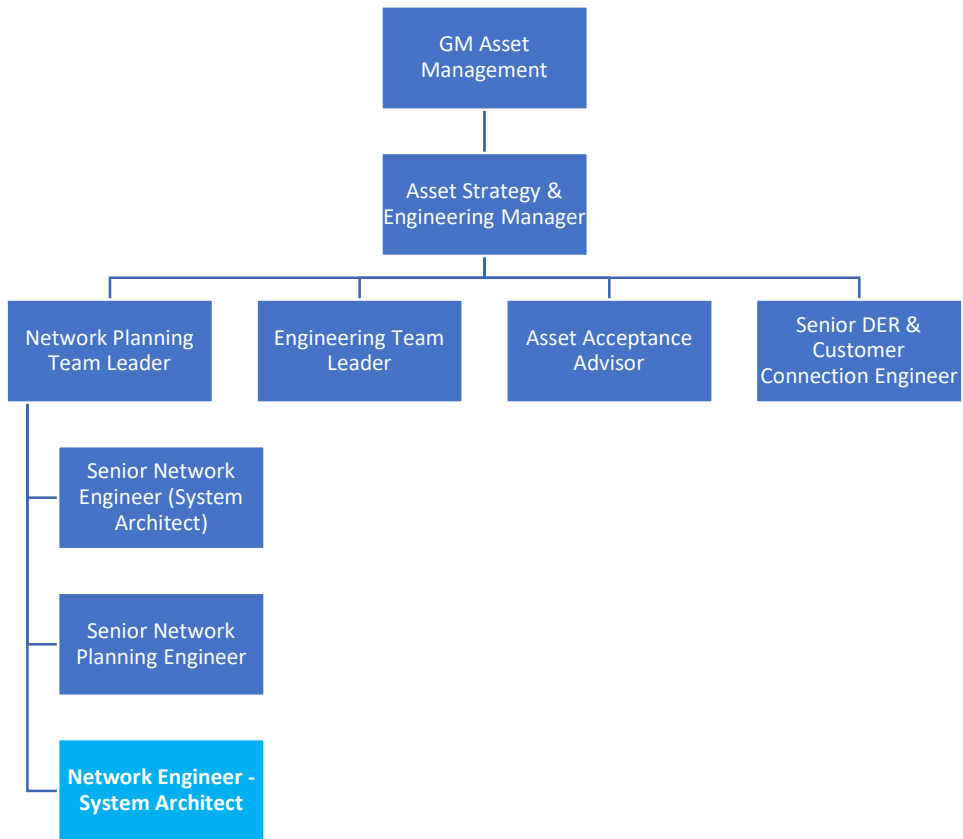 GM Asset
Management
Asset Strategy &
Engineering Manager
Network Planning
Team Leader
Engineering Team
Leader
Asset Acceptance
Advisor
Senior DER &
Customer
Connection Engineer
Senior Network
Engineer (System
Architect)
Senior Network
Planning Engineer
Network Engineer -
System Architect